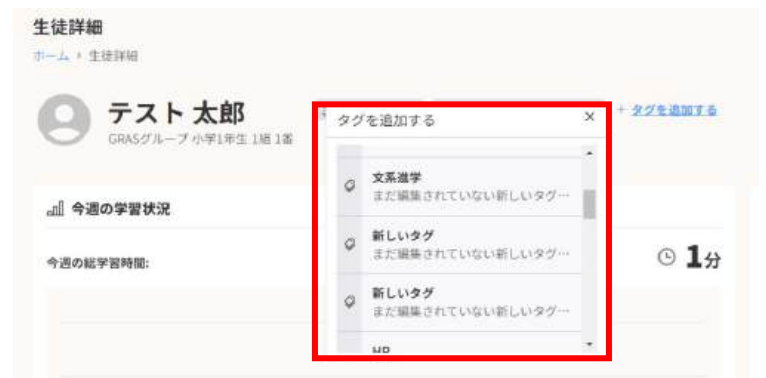 生徒詳細
ホーム › 生徒詳細
テスト 太郎
GRASグループ 小学1年生 1組 1番
タグを追加する ×
+ タグを追加する
文系進学
まだ編集されていない新しいタグ…
今週の学習状況
新しいタグ
まだ編集されていない新しいタグ…
今週の総学習時間:
1分
新しいタグ
まだ編集されていない新しいタグ…